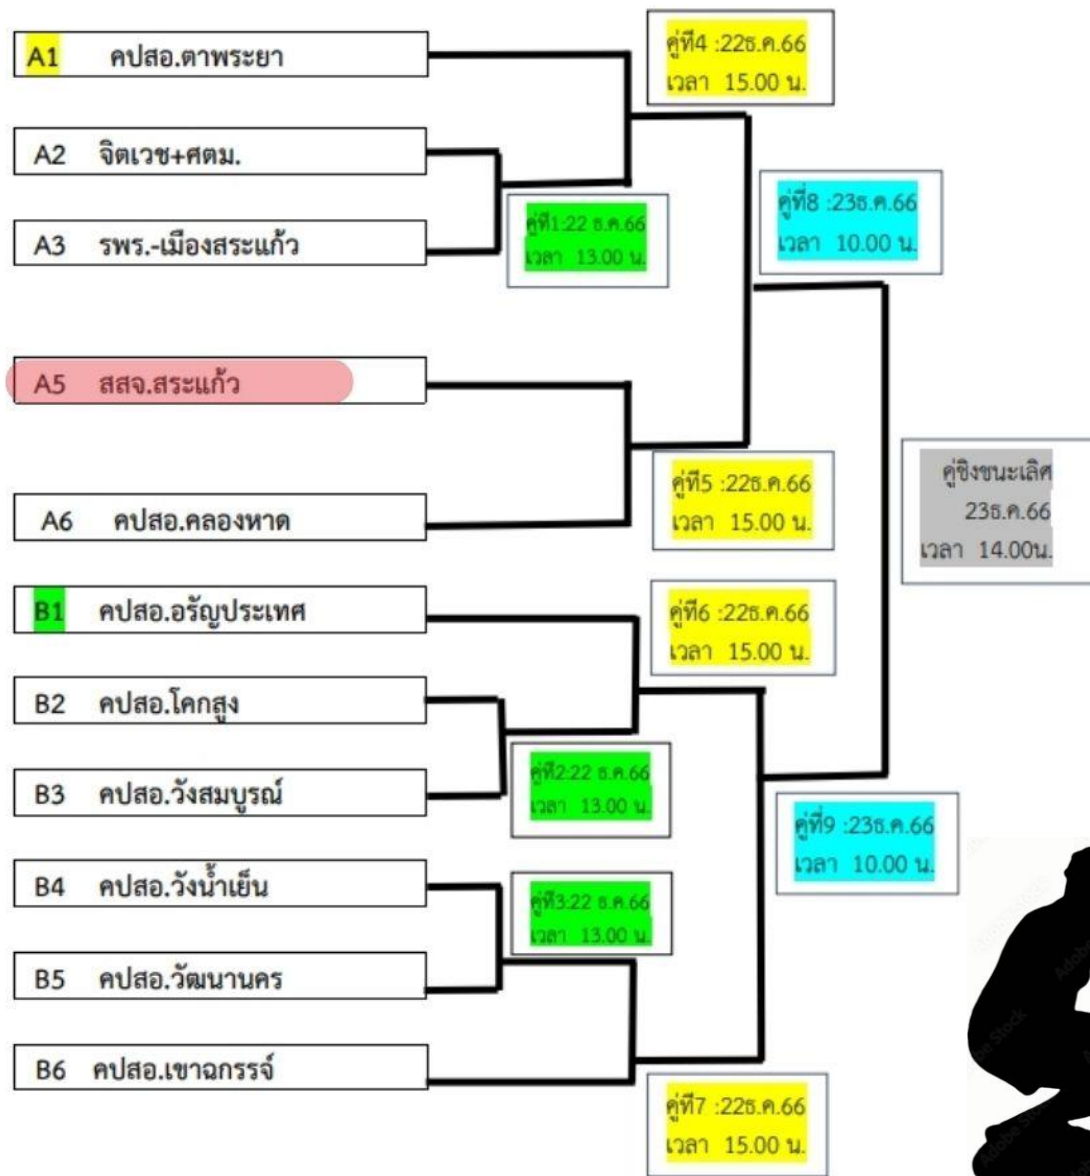 A1 คปสอ.ตาพระยา
คู่ที่4 :22ธ.ค.66
เวลา 15.00 น.
A2 จิตเวช+ศตม.
A3 รพร.-เมืองสระแก้ว
คู่ที่1:22 ธ.ค.66
เวลา 13.00 น.
คู่ที่8 :23ธ.ค.66
เวลา 10.00 น.
A5 สสจ.สระแก้ว
A6 คปสอ.คลองหาด
คู่ที่5 :22ธ.ค.66
เวลา 15.00 น.
คู่ชิงชนะเลิศ
23ธ.ค.66
เวลา 14.00น.
B1 คปสอ.อรัญประเทศ
คู่ที่6 :22ธ.ค.66
เวลา 15.00 น.
B2 คปสอ.โคกสูง
B3 คปสอ.วังสมบูรณ์
คู่ที่2:22 ธ.ค.66
เวลา 13.00 น.
คู่ที่9 :23ธ.ค.66
เวลา 10.00 น.
B4 คปสอ.วังน้ำเย็น
คู่ที่3:22 ธ.ค.66
เวลา 13.00 น.
B5 คปสอ.วัฒนานคร
B6 คปสอ.เขาฉกรรจ์
คู่ที่7 :22ธ.ค.66
เวลา 15.00 น.
Adobe Stock